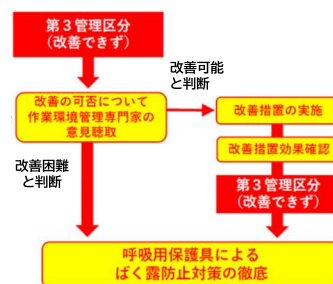 第３管理区分
（改善できず）
改善可能
と判断
改善の可否について
作業環境管理専門家の
意見聴取
改善措置の実施
改善措置効果確認
改善困難
と判断
第３管理区分
（改善できず）
呼吸用保護具による
ばく露防止対策の徹底